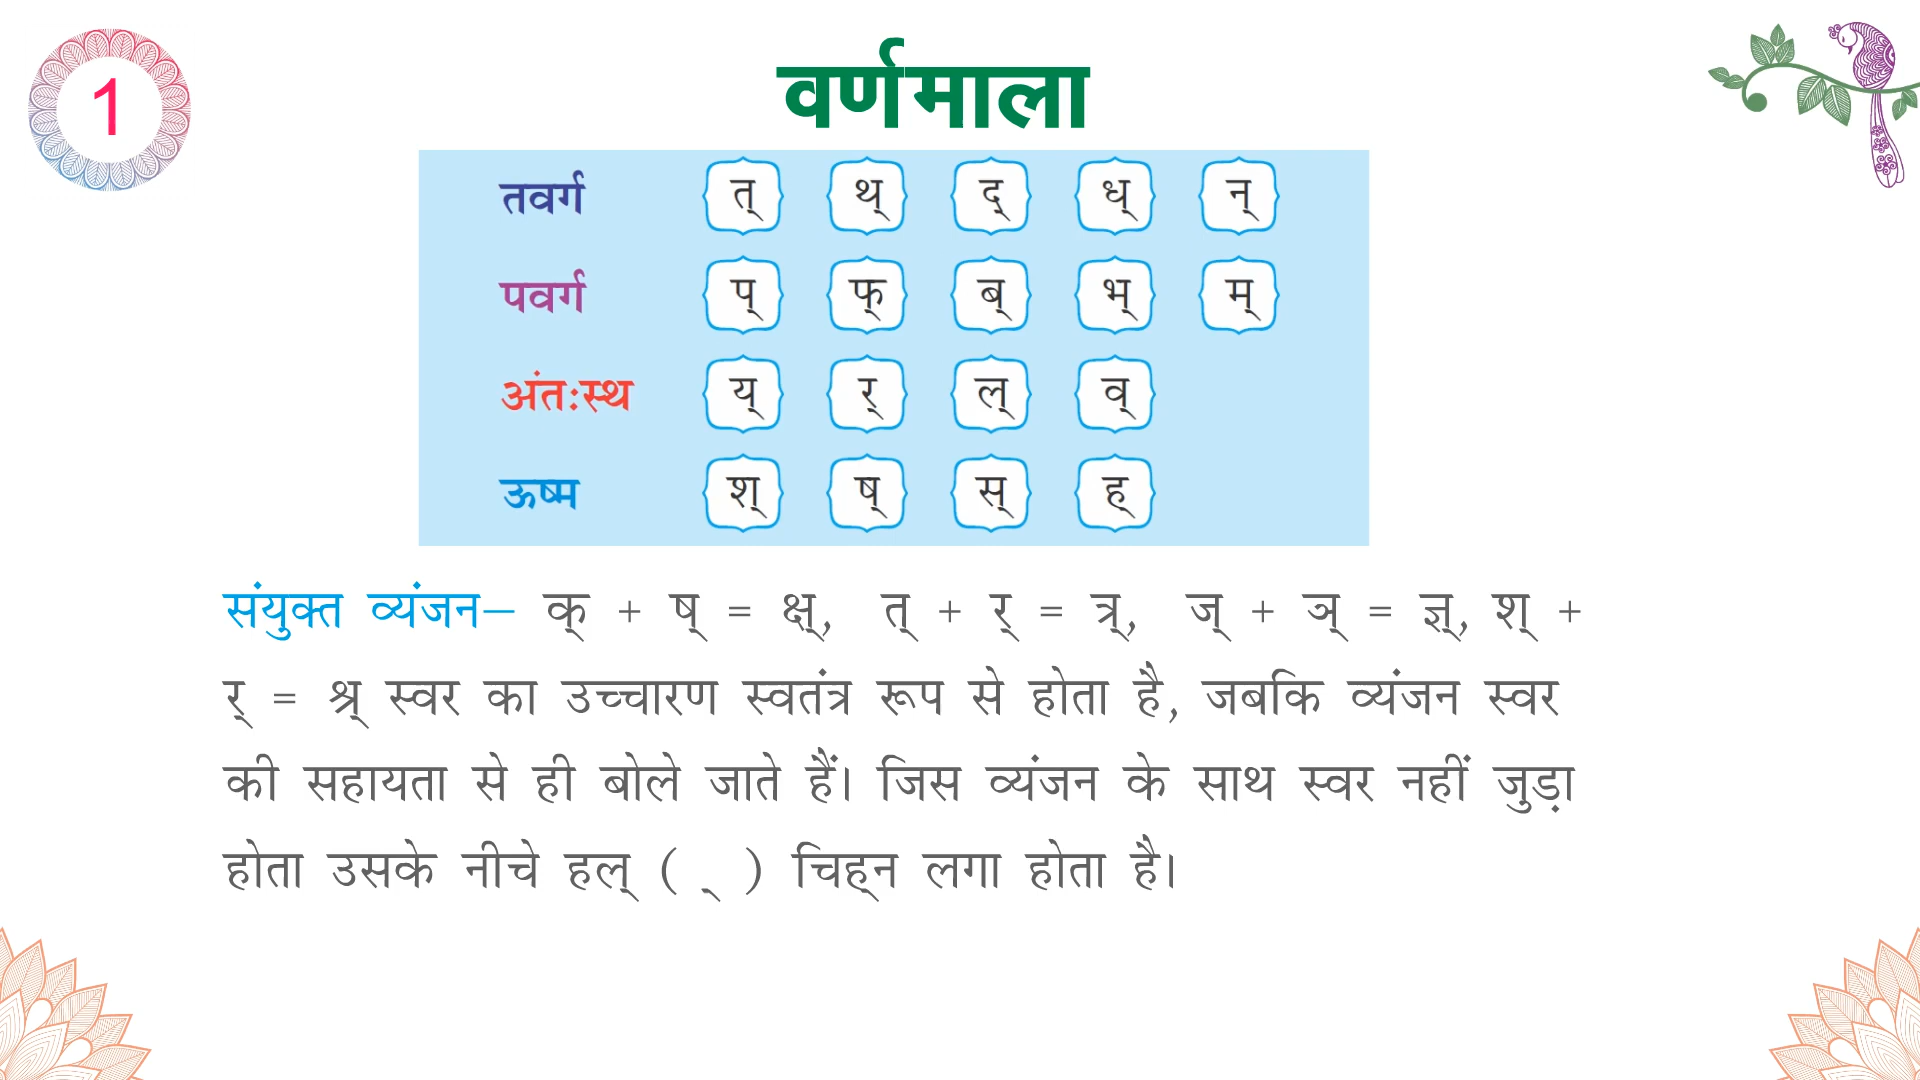 1
वर्णमाला
तवर्ग त् थ् द् ध् न्
पवर्ग प् फ् ब् भ् म्
अंतःस्थ य् र् ल् व्
ऊष्म श् ष् स् ह्
संयुक्त व्यंजन– क् + ष् = क्ष्, त् + र् = त्र्, ज् + ञ् = ज्ञ्, श् +
र् = श्र् स्वर का उच्चारण स्वतंत्र रूप से होता है, जबकि व्यंजन स्वर
की सहायता से ही बोले जाते हैं। जिस व्यंजन के साथ स्वर नहीं जुड़ा
होता उसके नीचे हल् ( ् ) चिह्‌न लगा होता है।